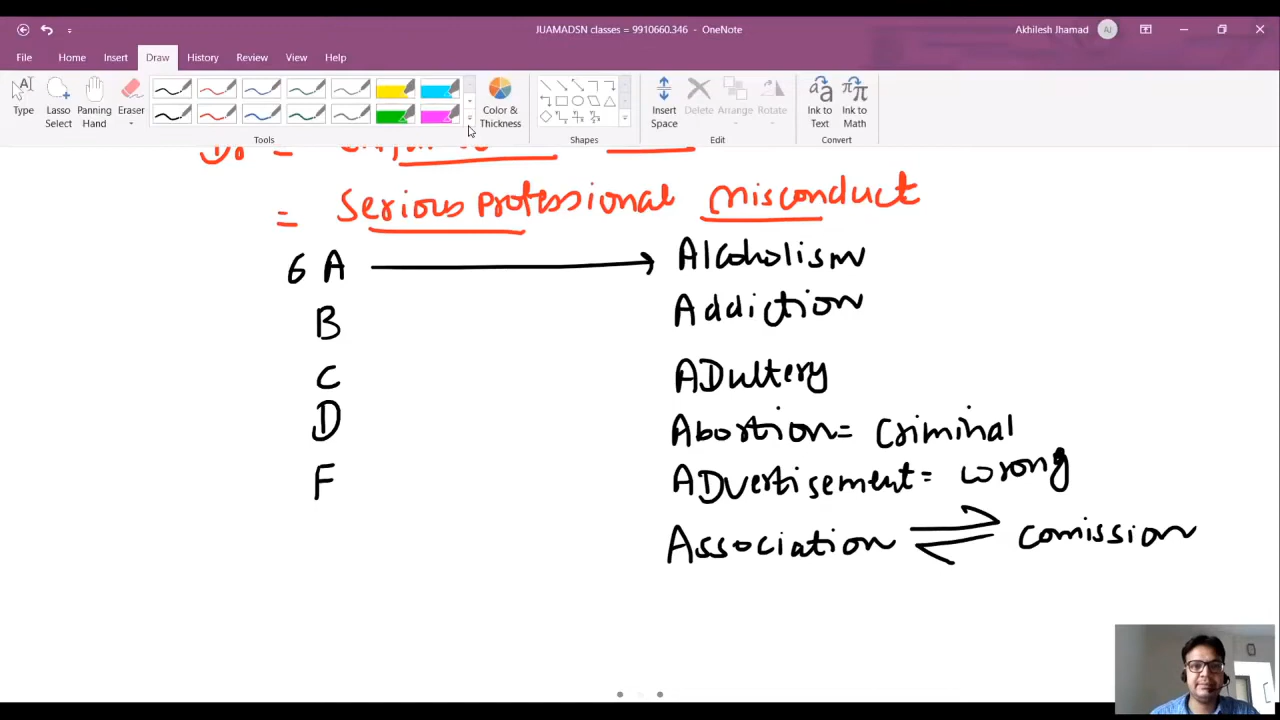 JUAMADSN classes = 9910660.346 - OneNote
Akhilesh Jhamad AJ
File Home Insert Draw History Review View Help
Type
Lasso Select
Panning Hand
Eraser
Color & Thickness
Insert Space
Delete
Arrange
Rotate
Ink to Text
Ink to Math
Tools
Shapes
Edit
Convert
= Serious professional misconduct
6 A → Alcoholism
B Addiction
C ADultery
D Abortion = criminal
F ADvertisement = wrong
Association ⇌ comission